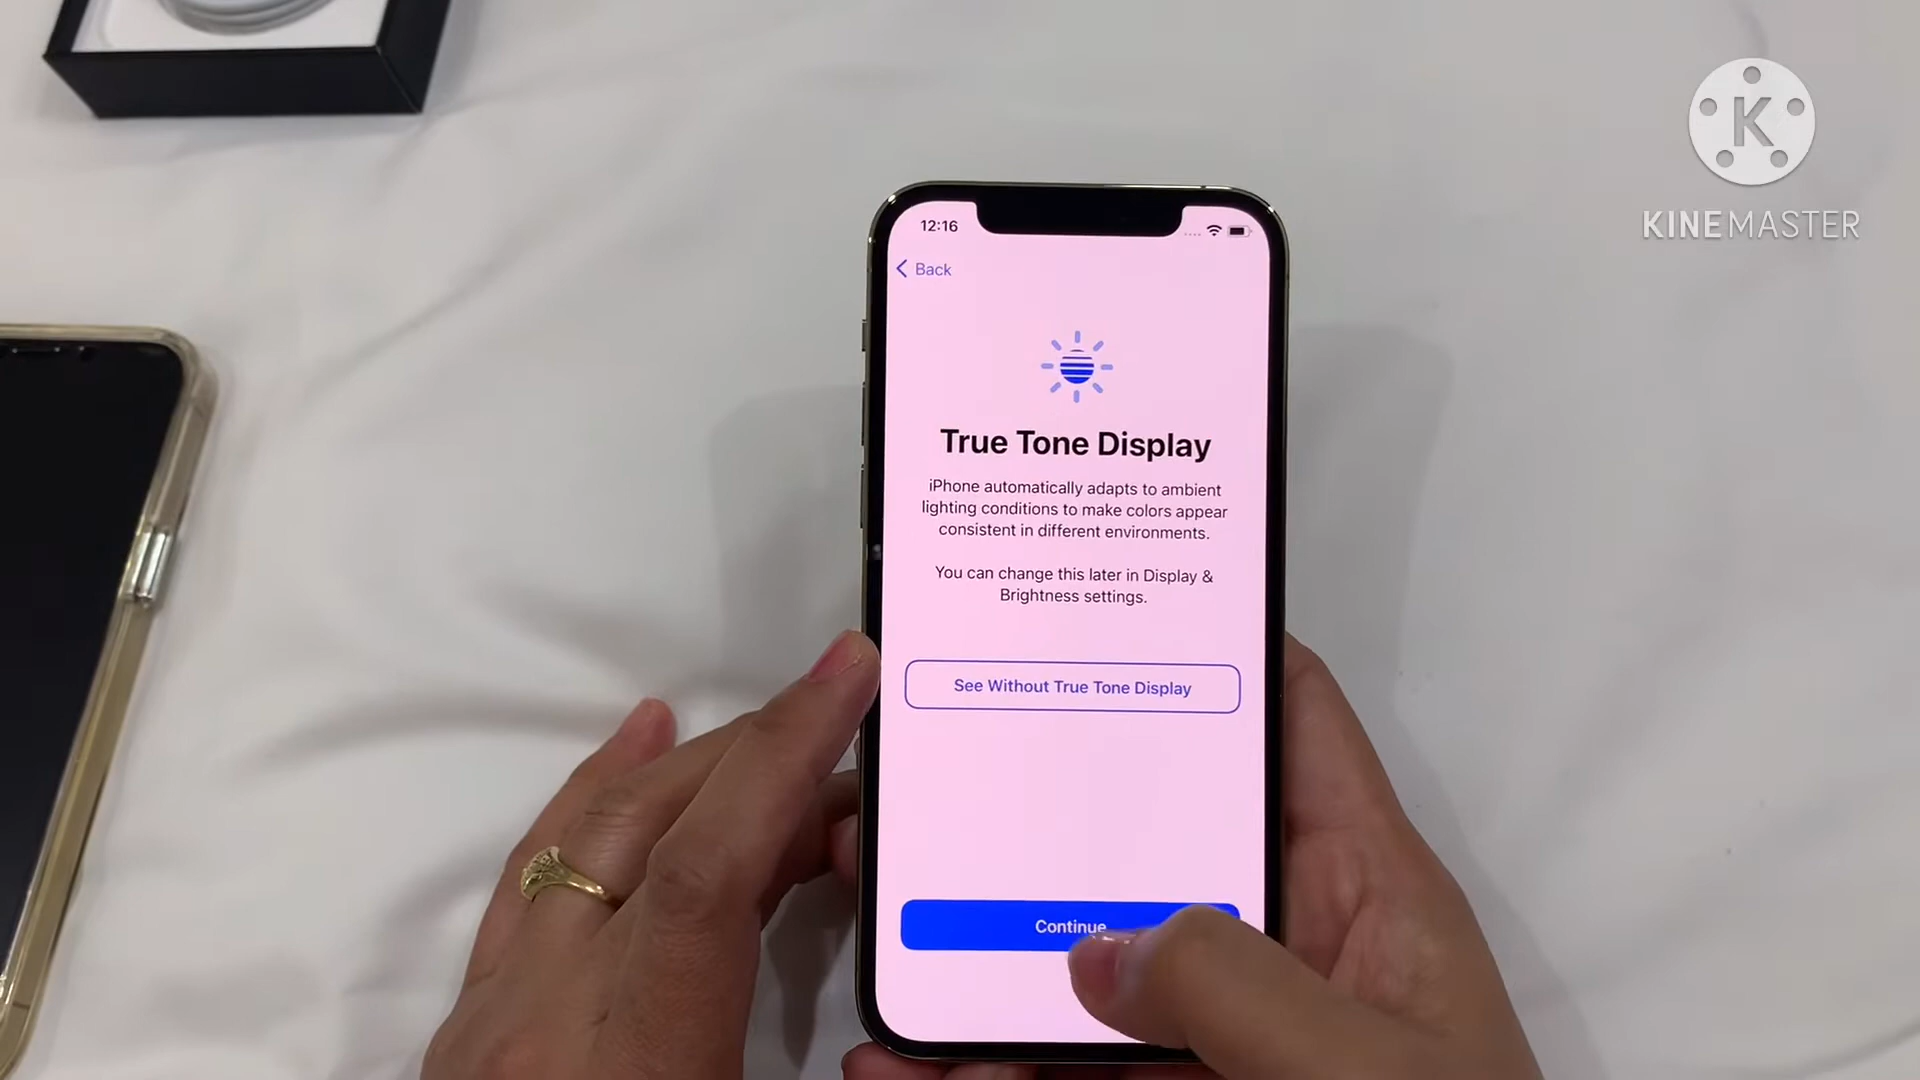 K
KINEMASTER
12:16
Back
True Tone Display
iPhone automatically adapts to ambient
lighting conditions to make colors appear
consistent in different environments.
You can change this later in Display &
Brightness settings.
See Without True Tone Display
Continue